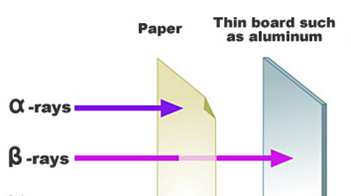 Paper
Thin board such
as aluminum
α-rays
β-rays